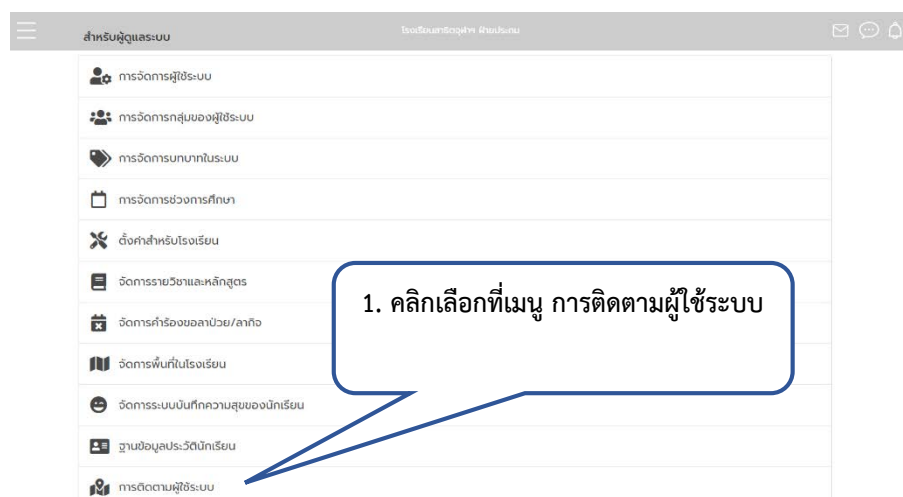 สำหรับผู้ดูแลระบบ
โรงเรียนสาธิตจุฬาฯ ฝ่ายประถม
การจัดการผู้ใช้ระบบ
การจัดการกลุ่มของผู้ใช้ระบบ
การจัดการบทบาทในระบบ
การจัดการช่วงการศึกษา
ตั้งค่าสำหรับโรงเรียน
จัดการรายวิชาและหลักสูตร
1. คลิกเลือกที่เมนู การติดตามผู้ใช้ระบบ
จัดการคำร้องขอลาป่วย/ลากิจ
จัดการพื้นที่ในโรงเรียน
จัดการระบบบันทึกความสุขของนักเรียน
ฐานข้อมูลประวัตินักเรียน
การติดตามผู้ใช้ระบบ